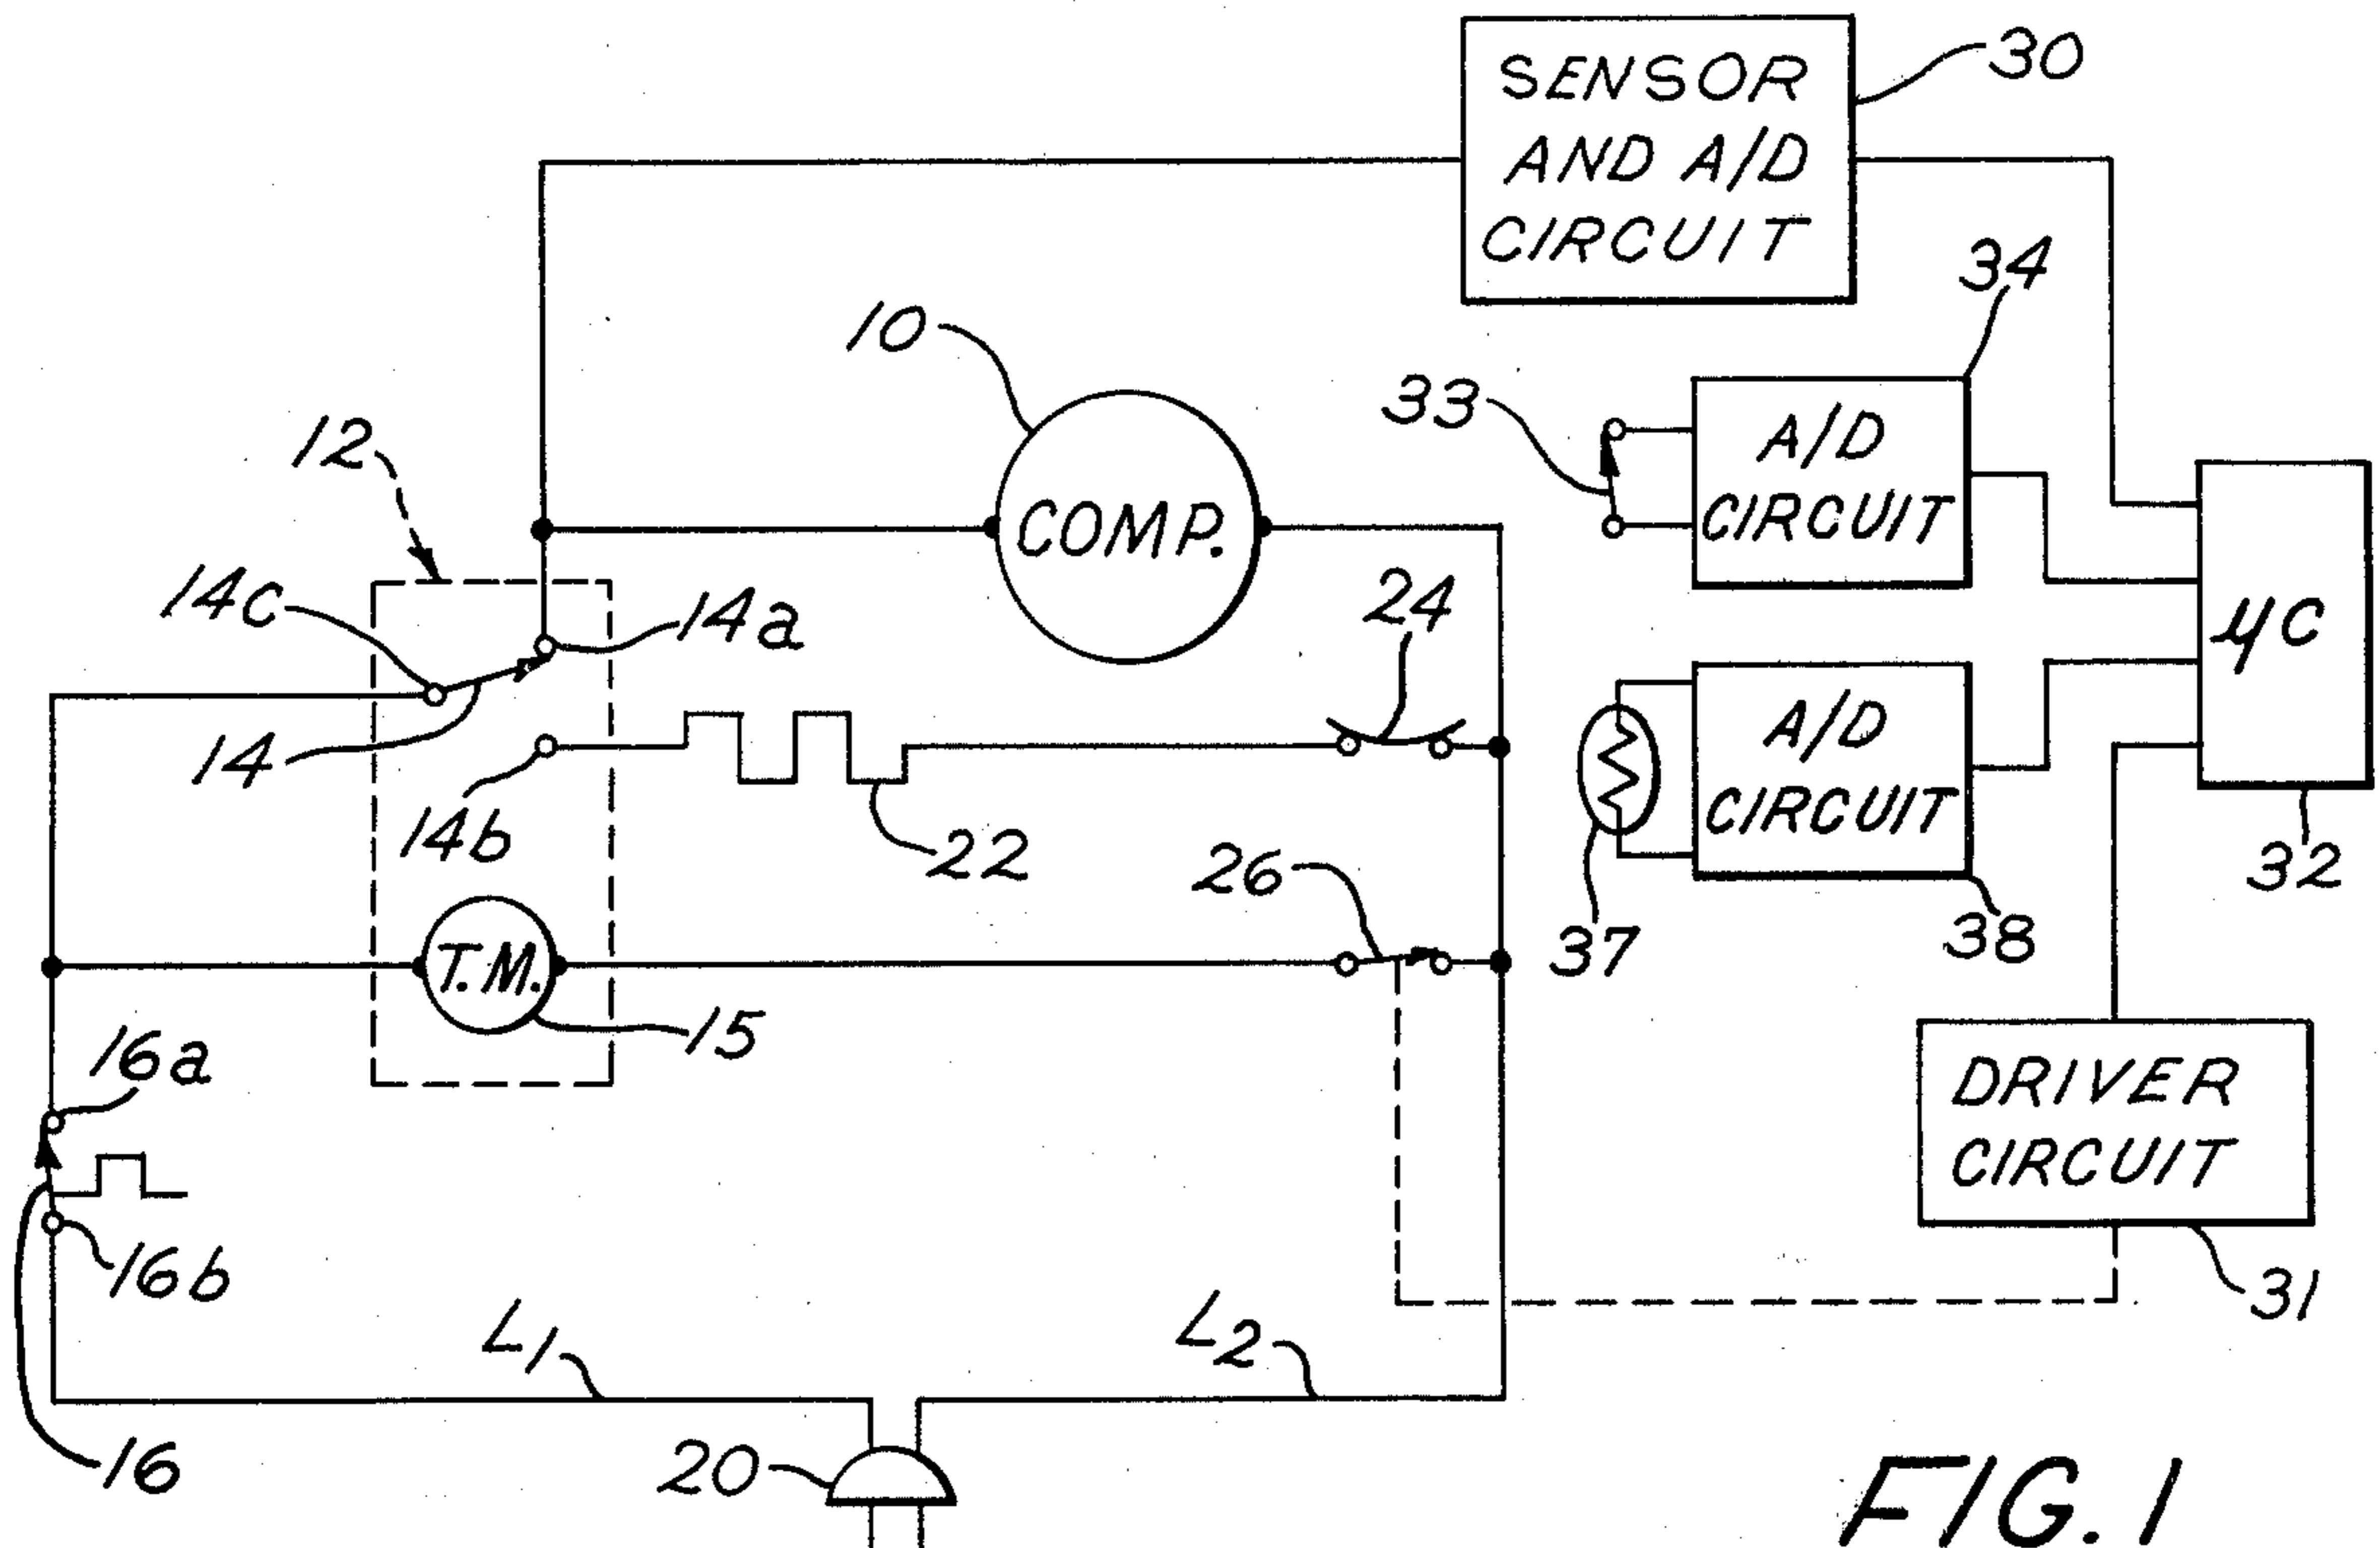 SENSOR
AND A/D
CIRCUIT
30
34
10
33
A/D
CIRCUIT
12
COMP.
14c
14a
24
μC
14
14b
22
A/D
CIRCUIT
26
32
37
38
T.M.
15
16a
DRIVER
CIRCUIT
16b
31
L1
L2
16
20
FIG. 1